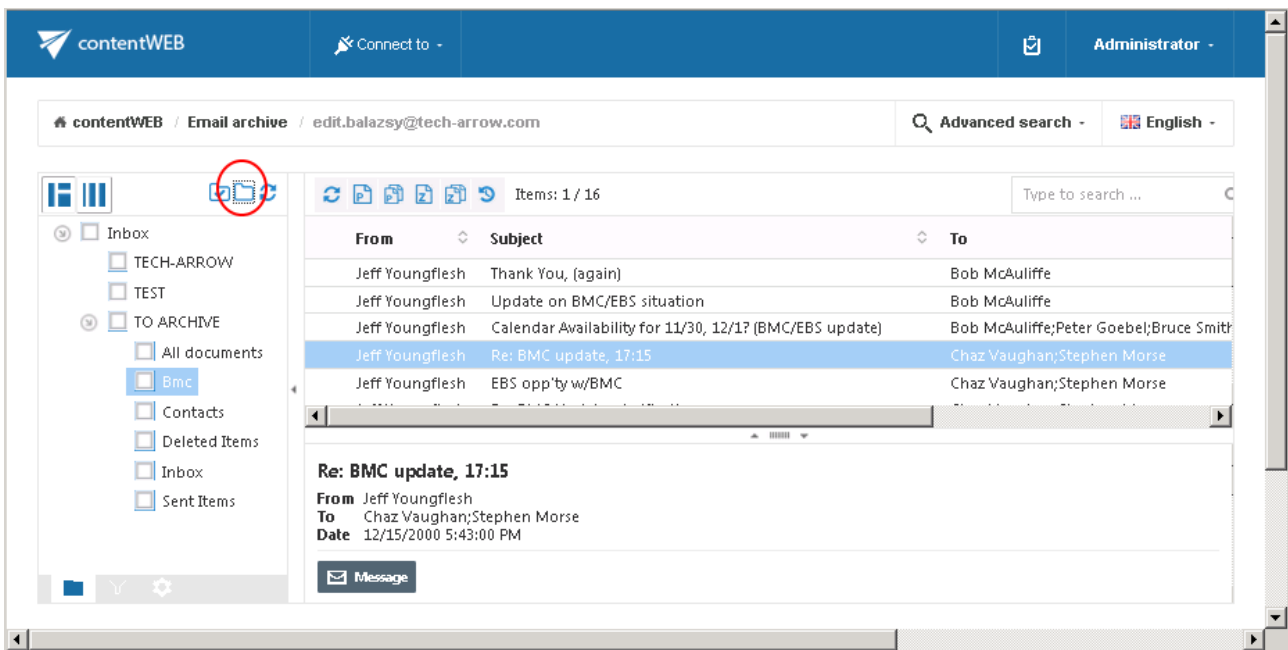 contentWEB Connect to Administrator
contentWEB / Email archive / edit.balazsy@tech-arrow.com Advanced search English
Items: 1 / 16 Type to search ...
Inbox
TECH-ARROW
TEST
TO ARCHIVE
All documents
Bmc
Contacts
Deleted Items
Inbox
Sent Items
From Subject To
Jeff Youngflesh Thank You, (again) Bob McAuliffe
Jeff Youngflesh Update on BMC/EBS situation Bob McAuliffe
Jeff Youngflesh Calendar Availability for 11/30, 12/1? (BMC/EBS update) Bob McAuliffe;Peter Goebel;Bruce Smith
Jeff Youngflesh Re: BMC update, 17:15 Chaz Vaughan;Stephen Morse
Jeff Youngflesh EBS opp'ty w/BMC Chaz Vaughan;Stephen Morse
Re: BMC update, 17:15
From Jeff Youngflesh
To Chaz Vaughan;Stephen Morse
Date 12/15/2000 5:43:00 PM
Message